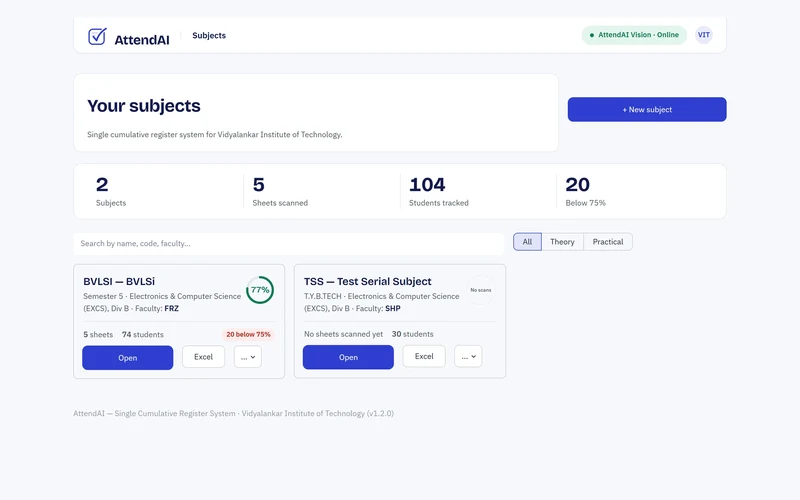 AttendAI
Subjects
AttendAI Vision · Online
VIT
Your subjects
Single cumulative register system for Vidyalankar Institute of Technology.
+ New subject
2
Subjects
5
Sheets scanned
104
Students tracked
20
Below 75%
Search by name, code, faculty...
All
Theory
Practical
BVLSI — BVLSi
Semester 5 · Electronics & Computer Science
(EXCS), Div B · Faculty: FRZ
77%
5 sheets 74 students
20 below 75%
Open
Excel
...
TSS — Test Serial Subject
T.Y.B.TECH · Electronics & Computer Science
(EXCS), Div B · Faculty: SHP
No scans
No sheets scanned yet 30 students
Open
Excel
...
AttendAI — Single Cumulative Register System · Vidyalankar Institute of Technology (v1.2.0)